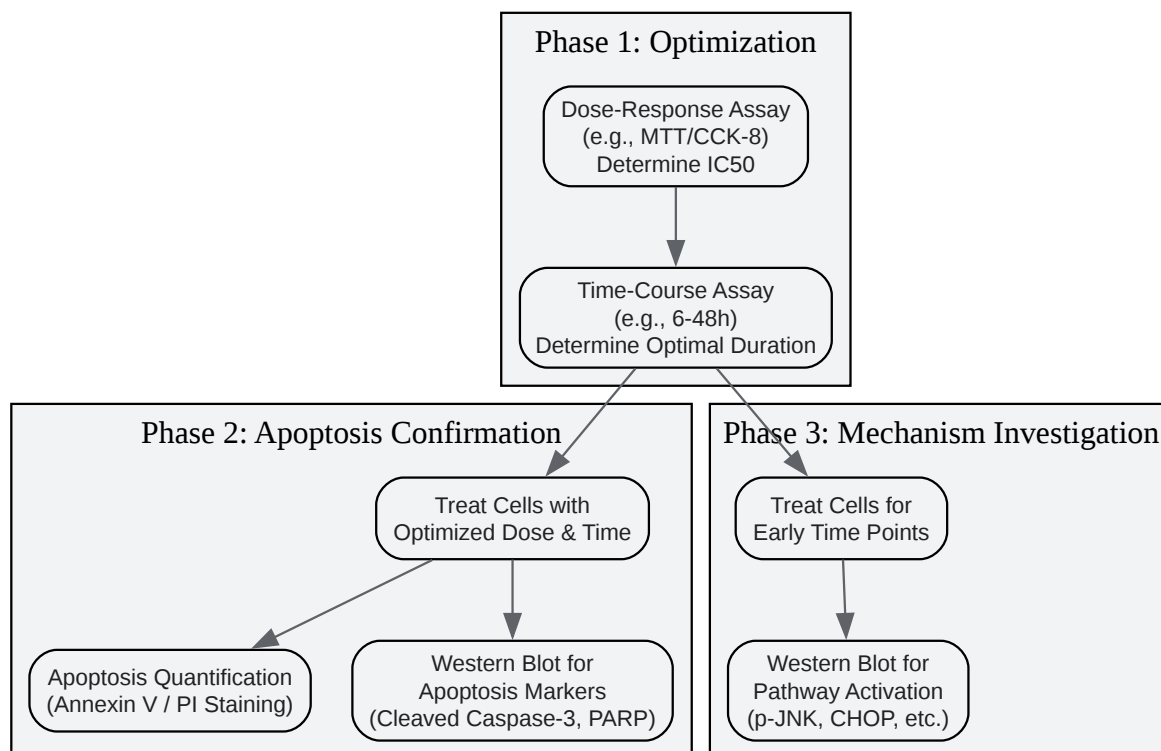 Phase 1: Optimization
Dose-Response Assay
(e.g., MTT/CCK-8)
Determine IC50
Time-Course Assay
(e.g., 6-48h)
Determine Optimal Duration
Phase 2: Apoptosis Confirmation
Treat Cells with
Optimized Dose & Time
Apoptosis Quantification
(Annexin V / PI Staining)
Western Blot for
Apoptosis Markers
(Cleaved Caspase-3, PARP)
Phase 3: Mechanism Investigation
Treat Cells for
Early Time Points
Western Blot for
Pathway Activation
(p-JNK, CHOP, etc.)